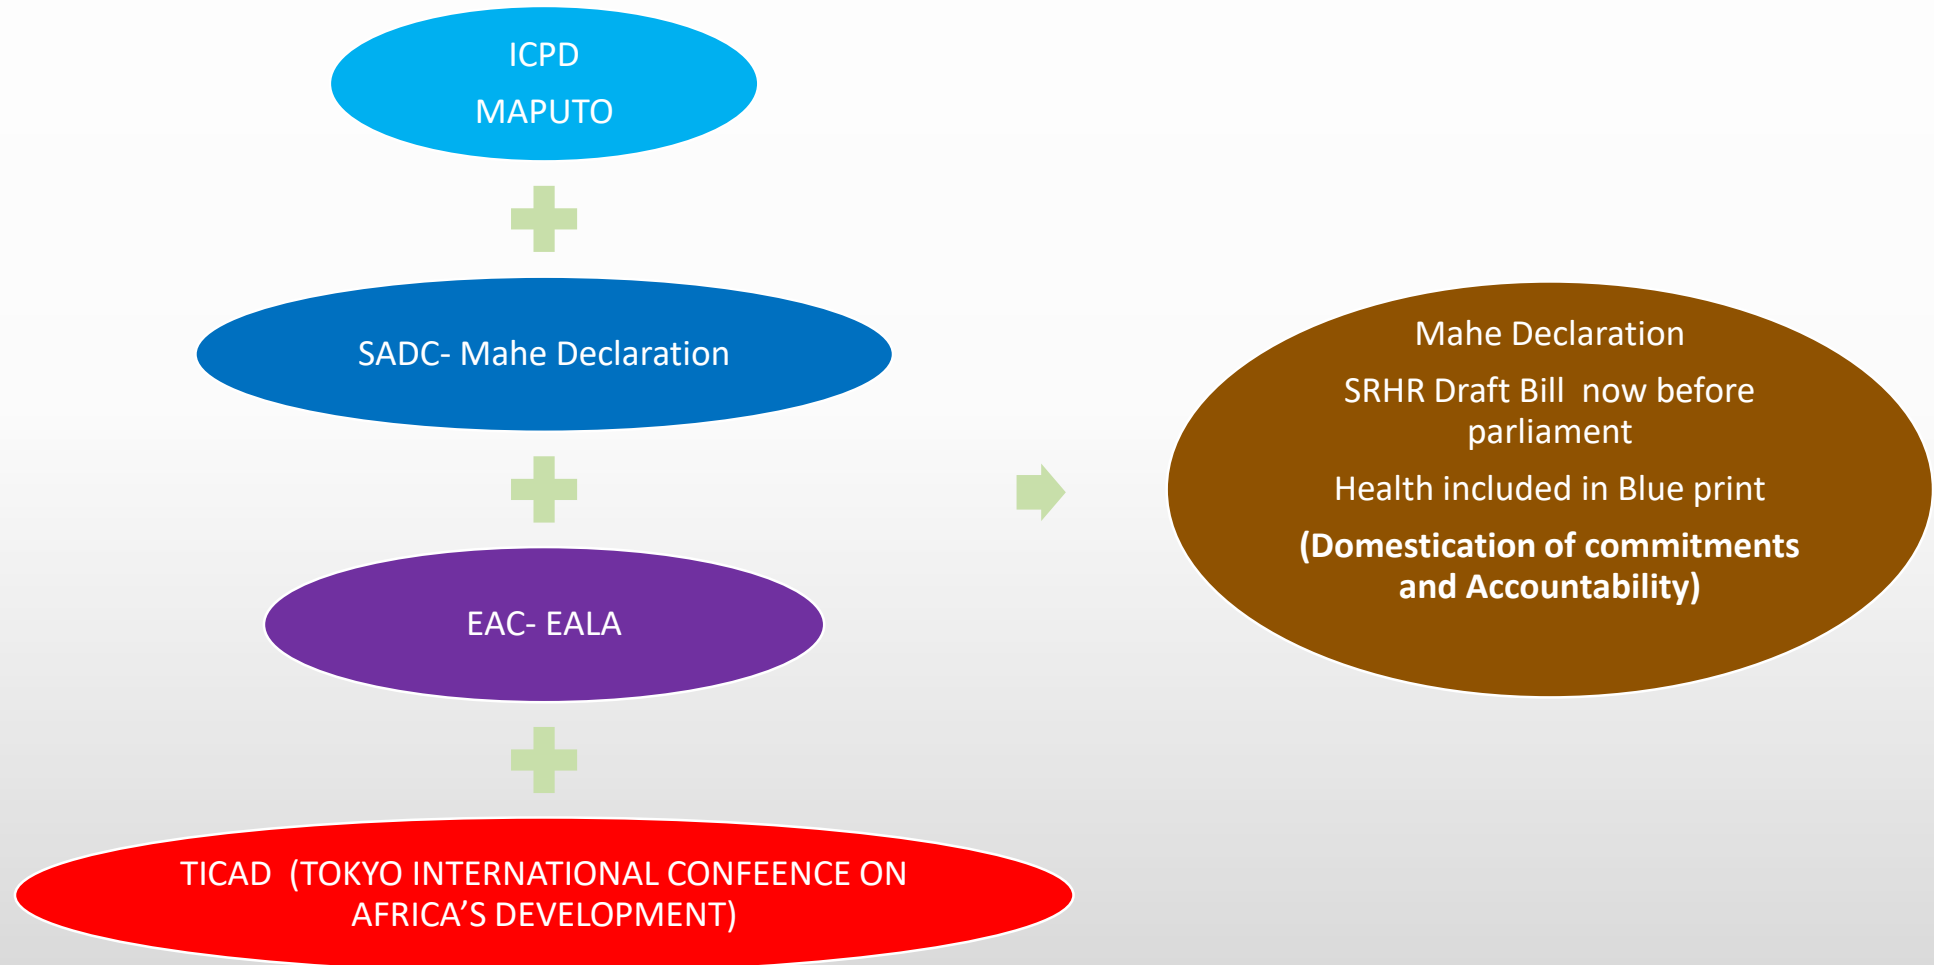 ICPD
MAPUTO
SADC- Mahe Declaration
EAC- EALA
TICAD  (TOKYO INTERNATIONAL CONFEENCE ON
AFRICA’S DEVELOPMENT)
Mahe Declaration
SRHR Draft Bill  now before
parliament
Health included in Blue print
(Domestication of commitments
and Accountability)